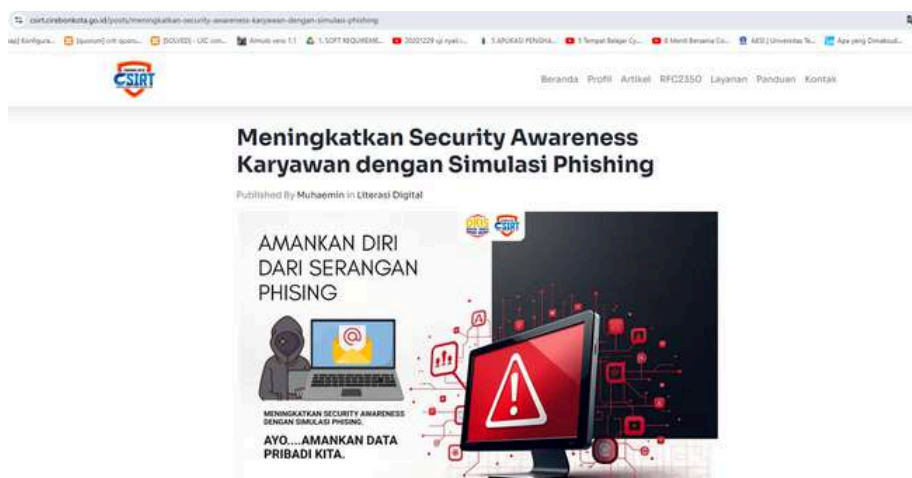 csirt.cirebonkota.go.id/posts/meningkatkan-security-awareness-karyawan-dengan-simulasi-phishing
CSIRT
Beranda Profil Artikel RFC2350 Layanan Panduan Kontak
Meningkatkan Security Awareness
Karyawan dengan Simulasi Phishing
Published By Muhaemin in Literasi Digital
DKIS CSIRT
AMANKAN DIRI
DARI SERANGAN
PHISING
MENINGKATKAN SECURITY AWARENESS
DENGAN SIMULASI PHISING.
AYO....AMANKAN DATA
PRIBADI KITA.